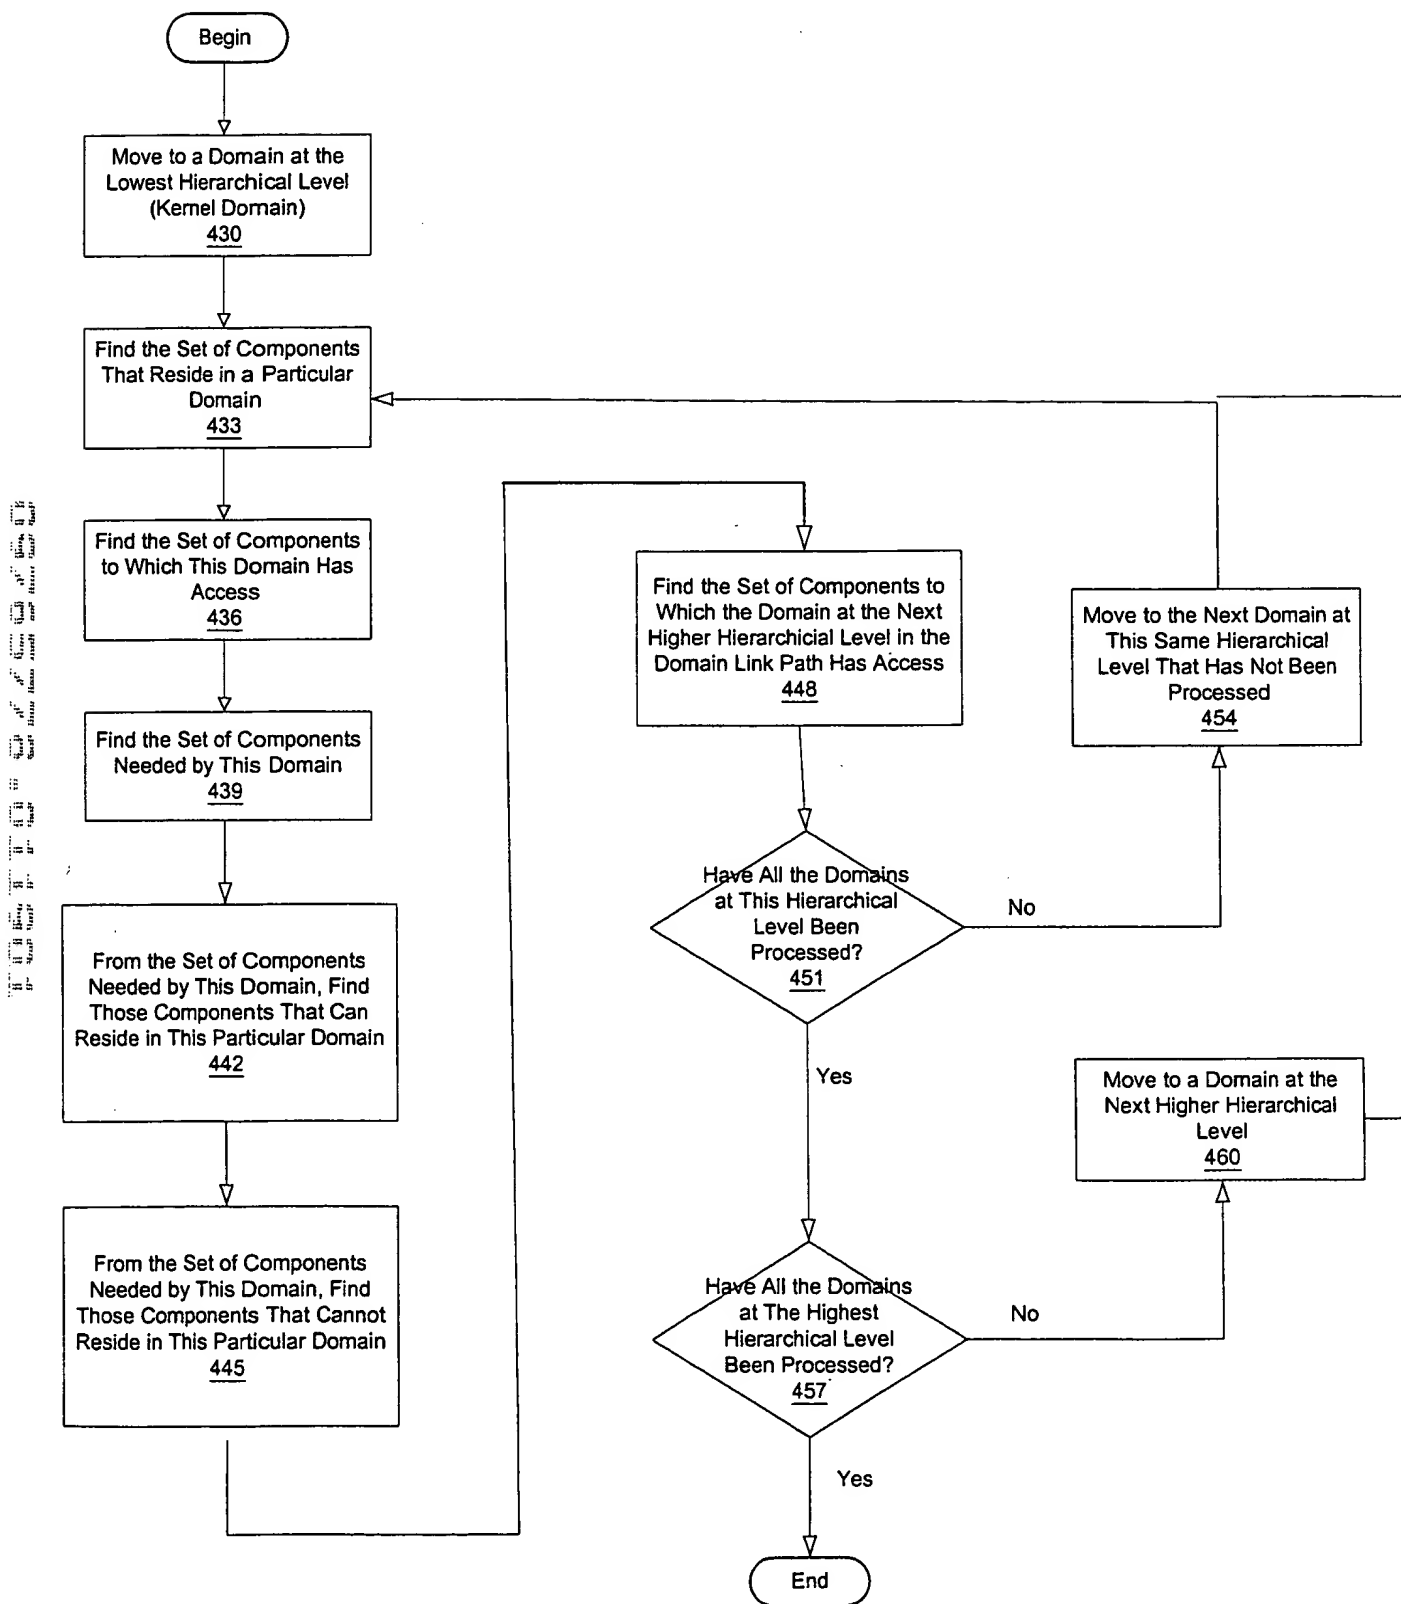 Begin
Move to a Domain at the
Lowest Hierarchical Level
(Kernel Domain)
430
Find the Set of Components
That Reside in a Particular
Domain
433
Find the Set of Components
to Which This Domain Has
Access
436
Find the Set of Components
Needed by This Domain
439
From the Set of Components
Needed by This Domain, Find
Those Components That Can
Reside in This Particular Domain
442
From the Set of Components
Needed by This Domain, Find
Those Components That Cannot
Reside in This Particular Domain
445
Find the Set of Components to
Which the Domain at the Next
Higher Hierarchicial Level in the
Domain Link Path Has Access
448
Have All the Domains
at This Hierarchical
Level Been
Processed?
451
No
Move to the Next Domain at
This Same Hierarchical
Level That Has Not Been
Processed
454
Yes
Have All the Domains
at The Highest
Hierarchical Level
Been Processed?
457
No
Move to a Domain at the
Next Higher Hierarchical
Level
460
Yes
End